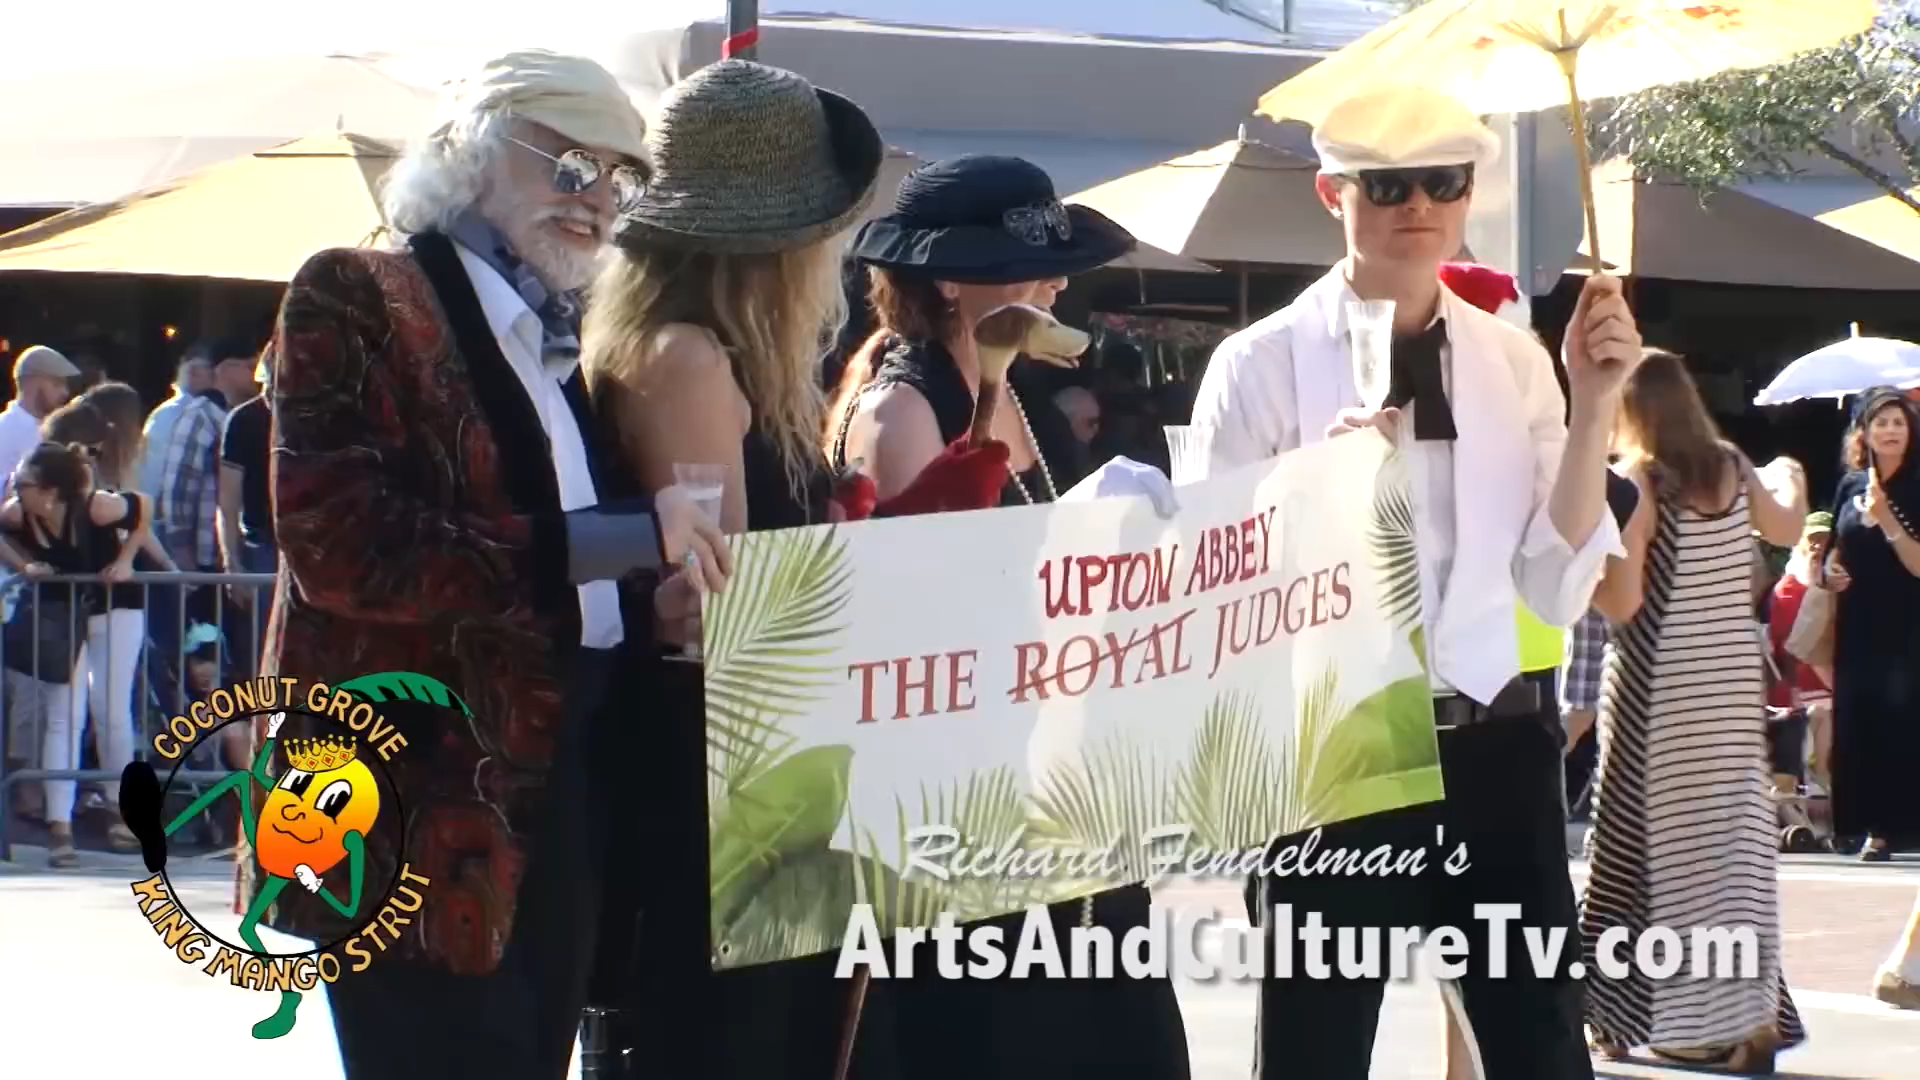 UPTON ABBEY
THE ROYAL JUDGES
COCONUT GROVE
KING MANGO STRUT
Richard Fendelman's
ArtsAndCultureTv.com